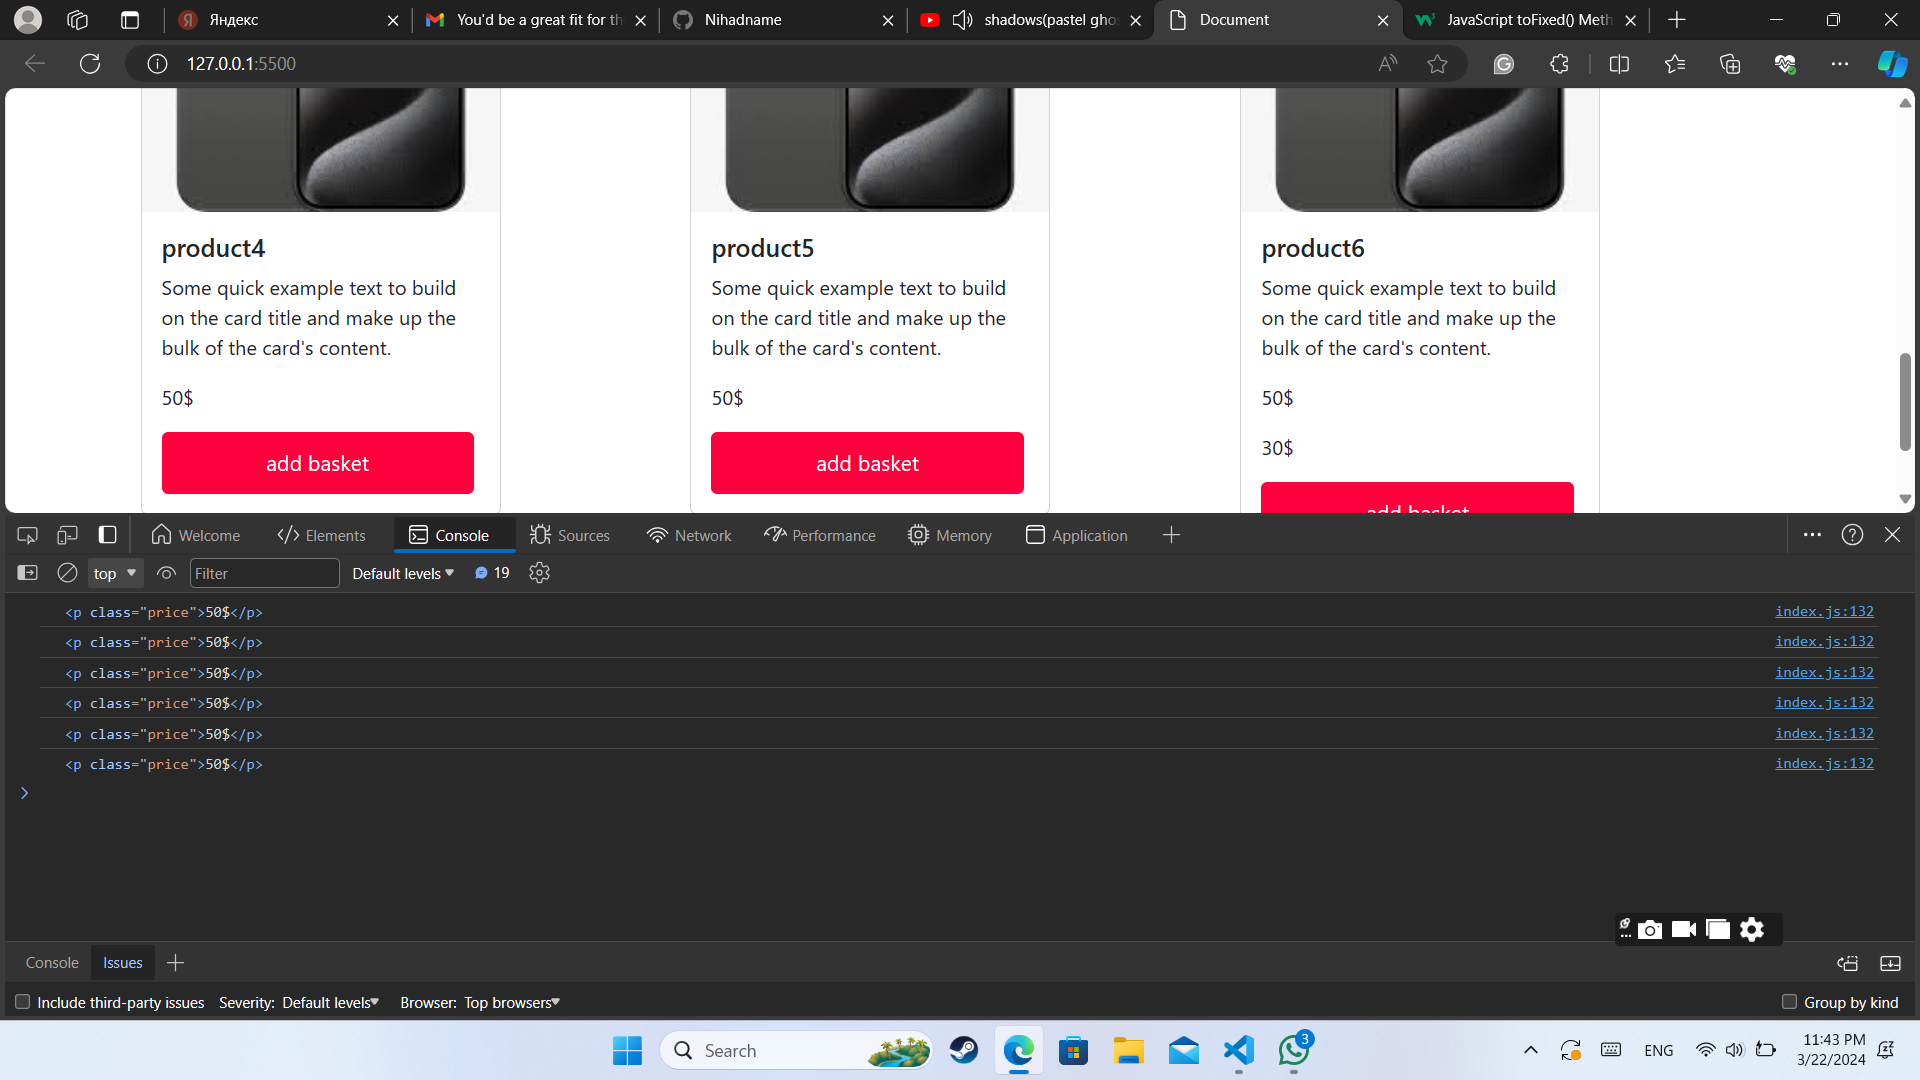 Яндекс
You'd be a great fit for th
Nihadname
shadows(pastel gho
Document
JavaScript toFixed() Meth
127.0.0.1:5500
product4
Some quick example text to build
on the card title and make up the
bulk of the card's content.
50$
add basket
product5
Some quick example text to build
on the card title and make up the
bulk of the card's content.
50$
add basket
product6
Some quick example text to build
on the card title and make up the
bulk of the card's content.
50$
30$
add basket
Welcome
Elements
Console
Sources
Network
Performance
Memory
Application
top
Filter
Default levels
19
<p class="price">50$</p> index.js:132
<p class="price">50$</p> index.js:132
<p class="price">50$</p> index.js:132
<p class="price">50$</p> index.js:132
<p class="price">50$</p> index.js:132
<p class="price">50$</p> index.js:132
Console
Issues
Include third-party issues
Severity: Default levels
Browser: Top browsers
Group by kind
Search
3
ENG
11:43 PM
3/22/2024